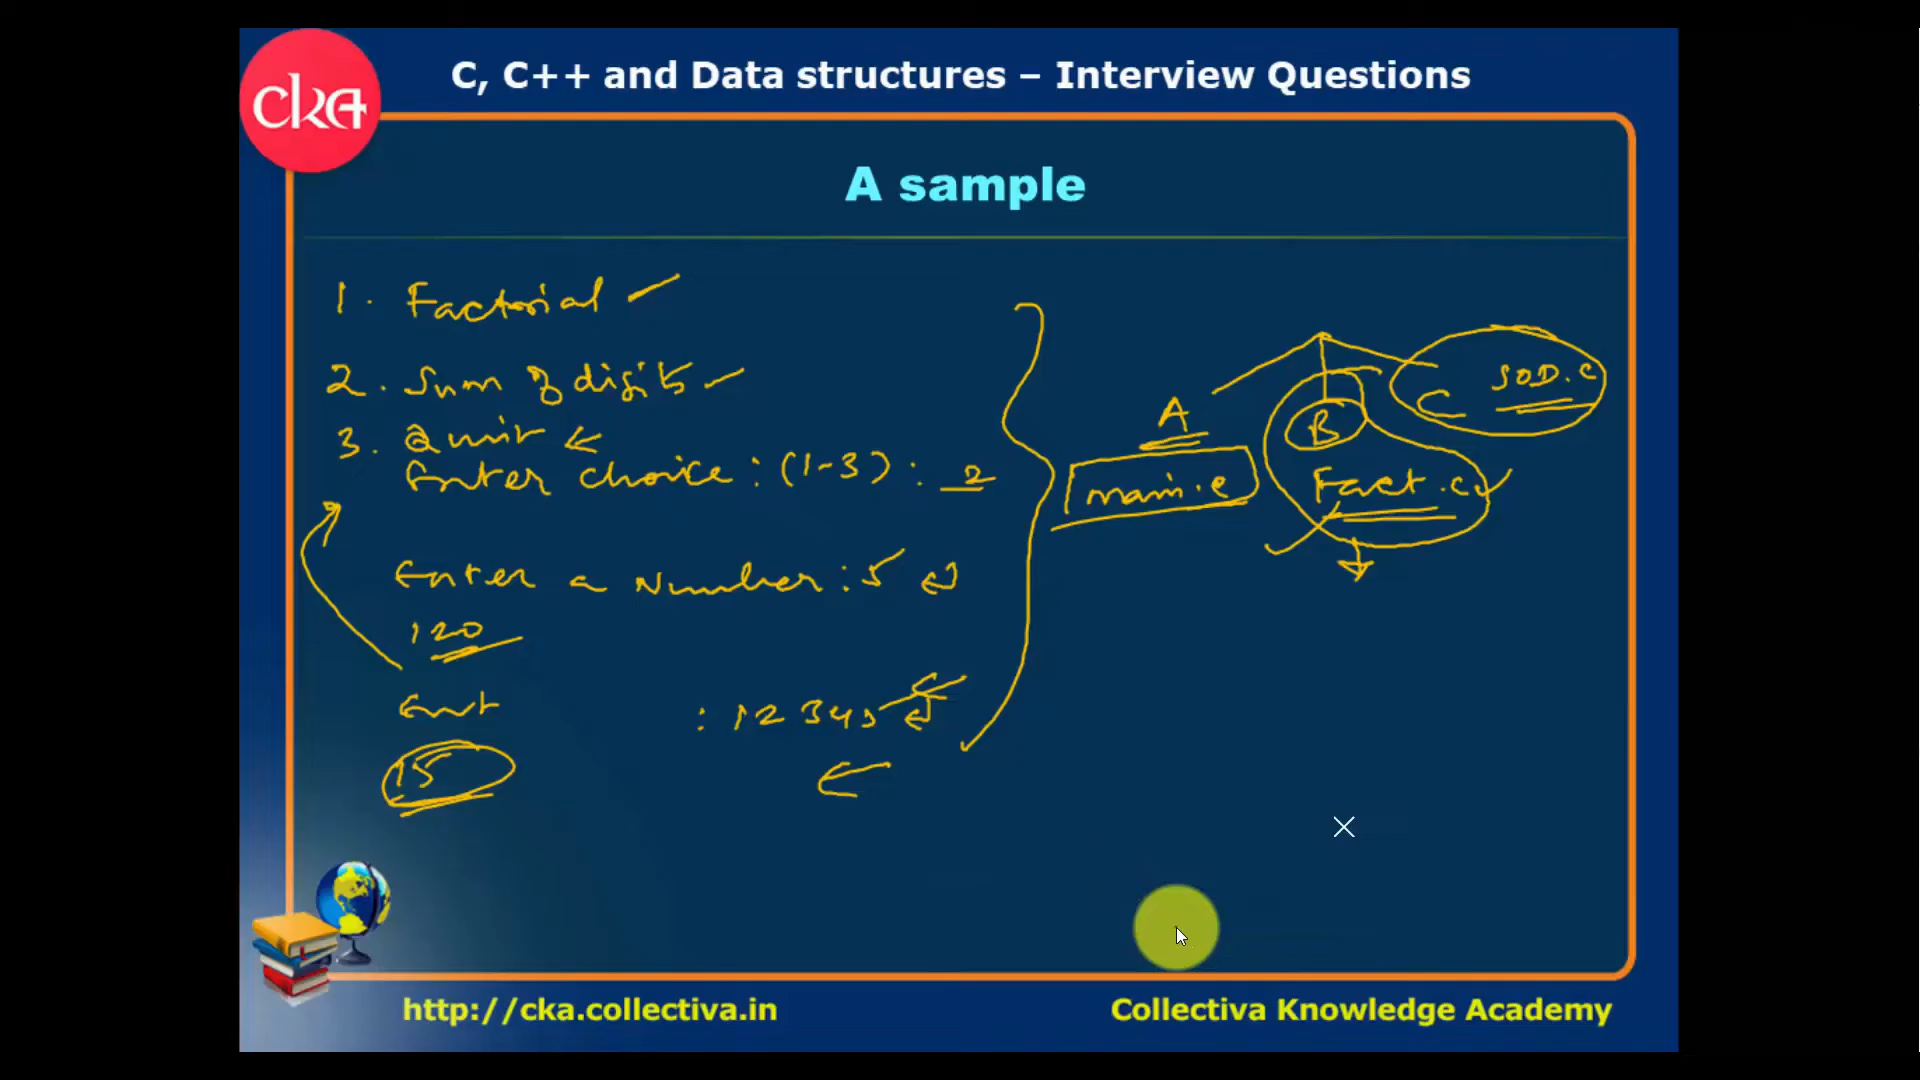 cka
C, C++ and Data structures – Interview Questions
A sample
1. Factorial
2. Sum of digits
3. Quit
Enter choice : (1-3) : 2
Enter a Number : 5
120
Ent : 12345
15
A
main.c
B
Fact.c
C SOD.c
http://cka.collectiva.in
Collectiva Knowledge Academy